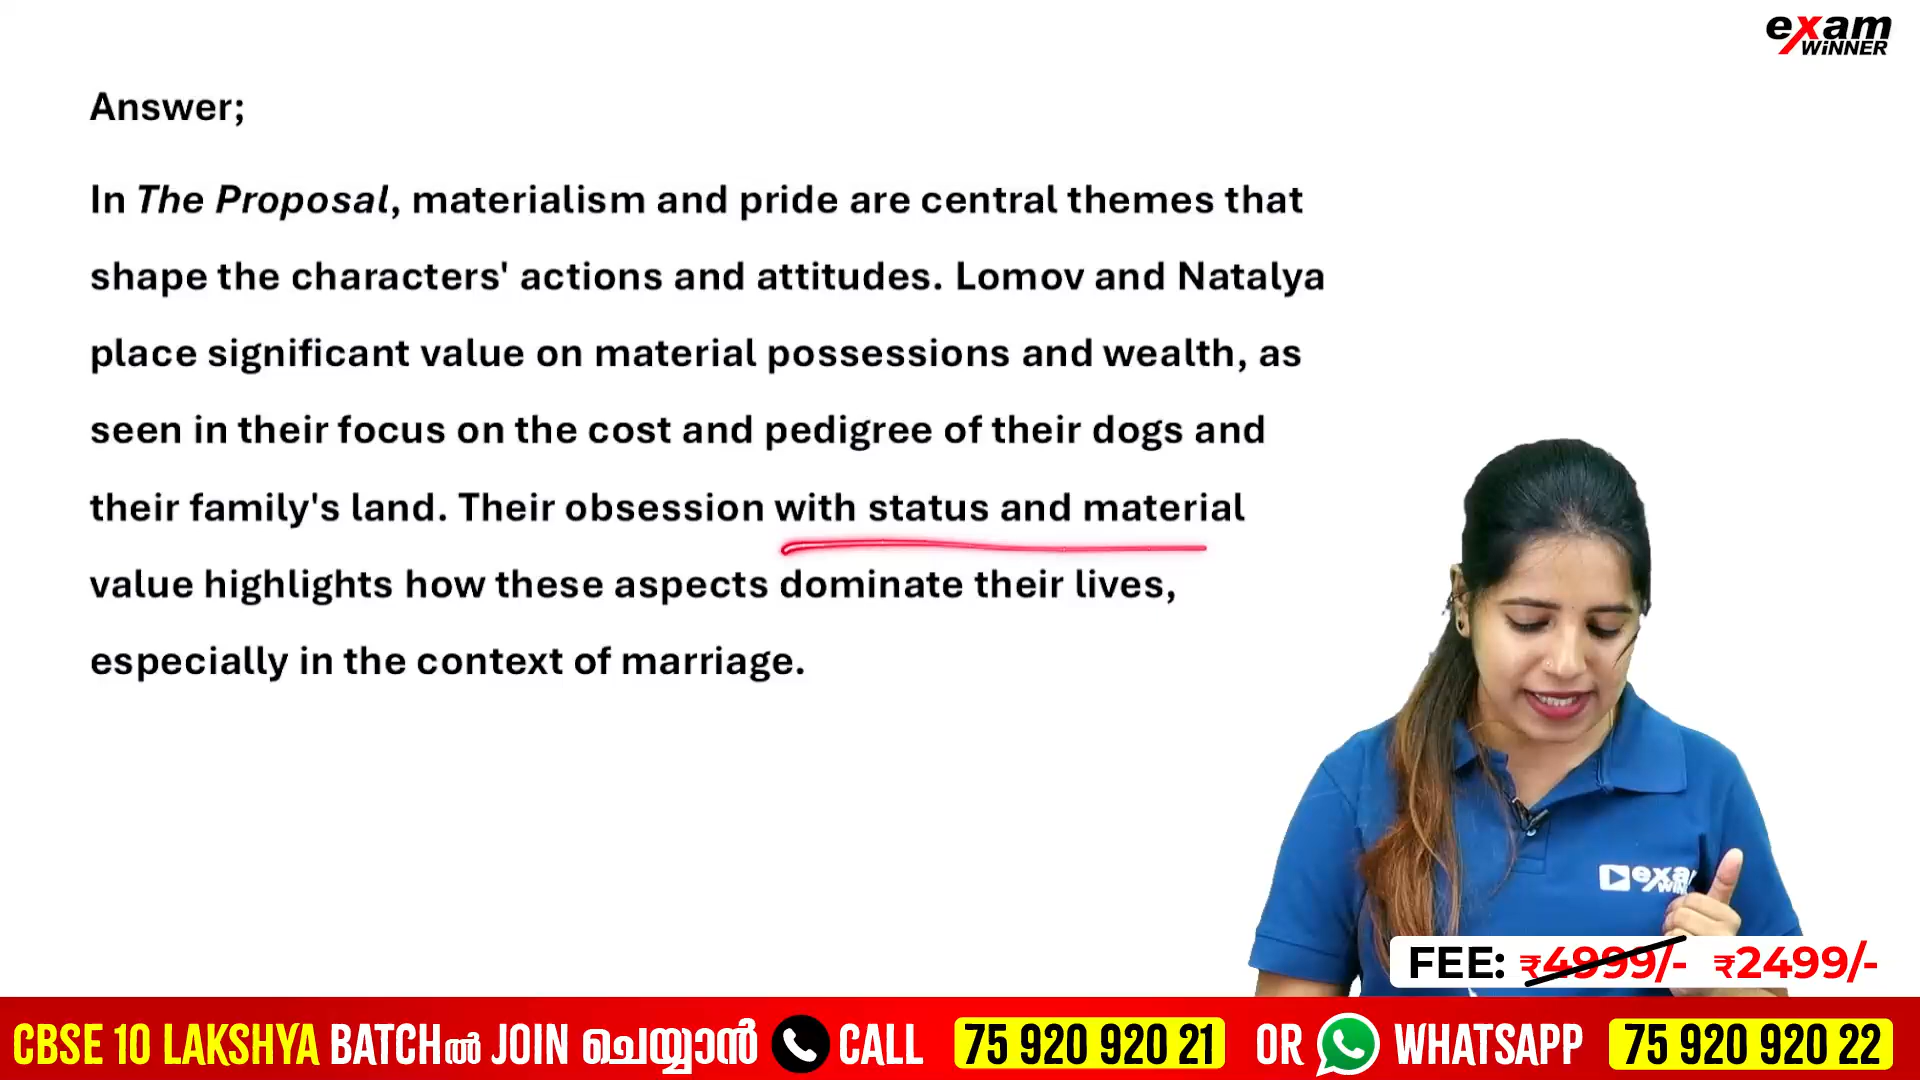 exam
WiNNER
Answer;
In The Proposal, materialism and pride are central themes that
shape the characters' actions and attitudes. Lomov and Natalya
place significant value on material possessions and wealth, as
seen in their focus on the cost and pedigree of their dogs and
their family's land. Their obsession with status and material
value highlights how these aspects dominate their lives,
especially in the context of marriage.
FEE: ₹4999/- ₹2499/-
CBSE 10 LAKSHYA BATCHൽ JOIN ചെയ്യാൻ CALL 75 920 920 21 OR WHATSAPP 75 920 920 22